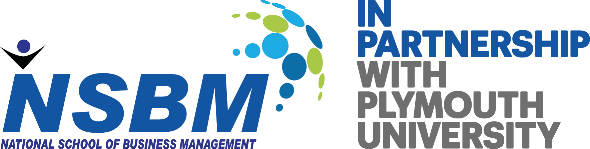 NSBM
NATIONAL SCHOOL OF BUSINESS MANAGEMENT
IN
PARTNERSHIP
WITH
PLYMOUTH
UNIVERSITY